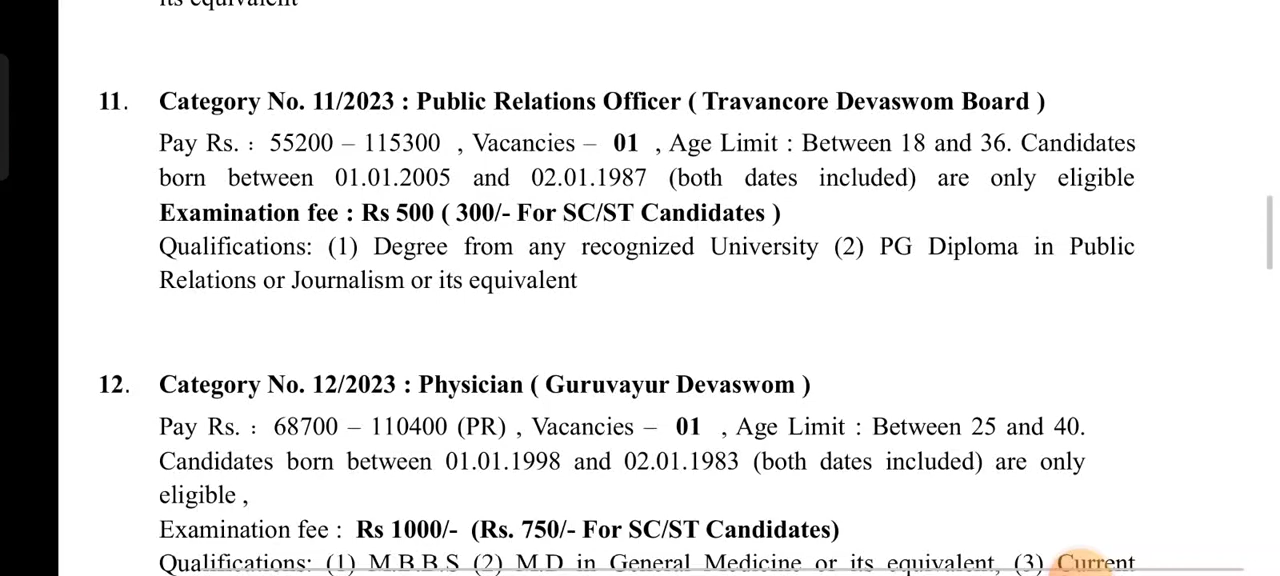 its equivalent
11. Category No. 11/2023 : Public Relations Officer ( Travancore Devaswom Board )
Pay Rs. : 55200 – 115300 , Vacancies – 01 , Age Limit : Between 18 and 36. Candidates
born between 01.01.2005 and 02.01.1987 (both dates included) are only eligible
Examination fee : Rs 500 ( 300/- For SC/ST Candidates )
Qualifications: (1) Degree from any recognized University (2) PG Diploma in Public
Relations or Journalism or its equivalent
12. Category No. 12/2023 : Physician ( Guruvayur Devaswom )
Pay Rs. : 68700 – 110400 (PR) , Vacancies – 01 , Age Limit : Between 25 and 40.
Candidates born between 01.01.1998 and 02.01.1983 (both dates included) are only
eligible ,
Examination fee : Rs 1000/- (Rs. 750/- For SC/ST Candidates)
Qualifications: (1) M.B.B.S (2) M.D in General Medicine or its equivalent, (3) Current